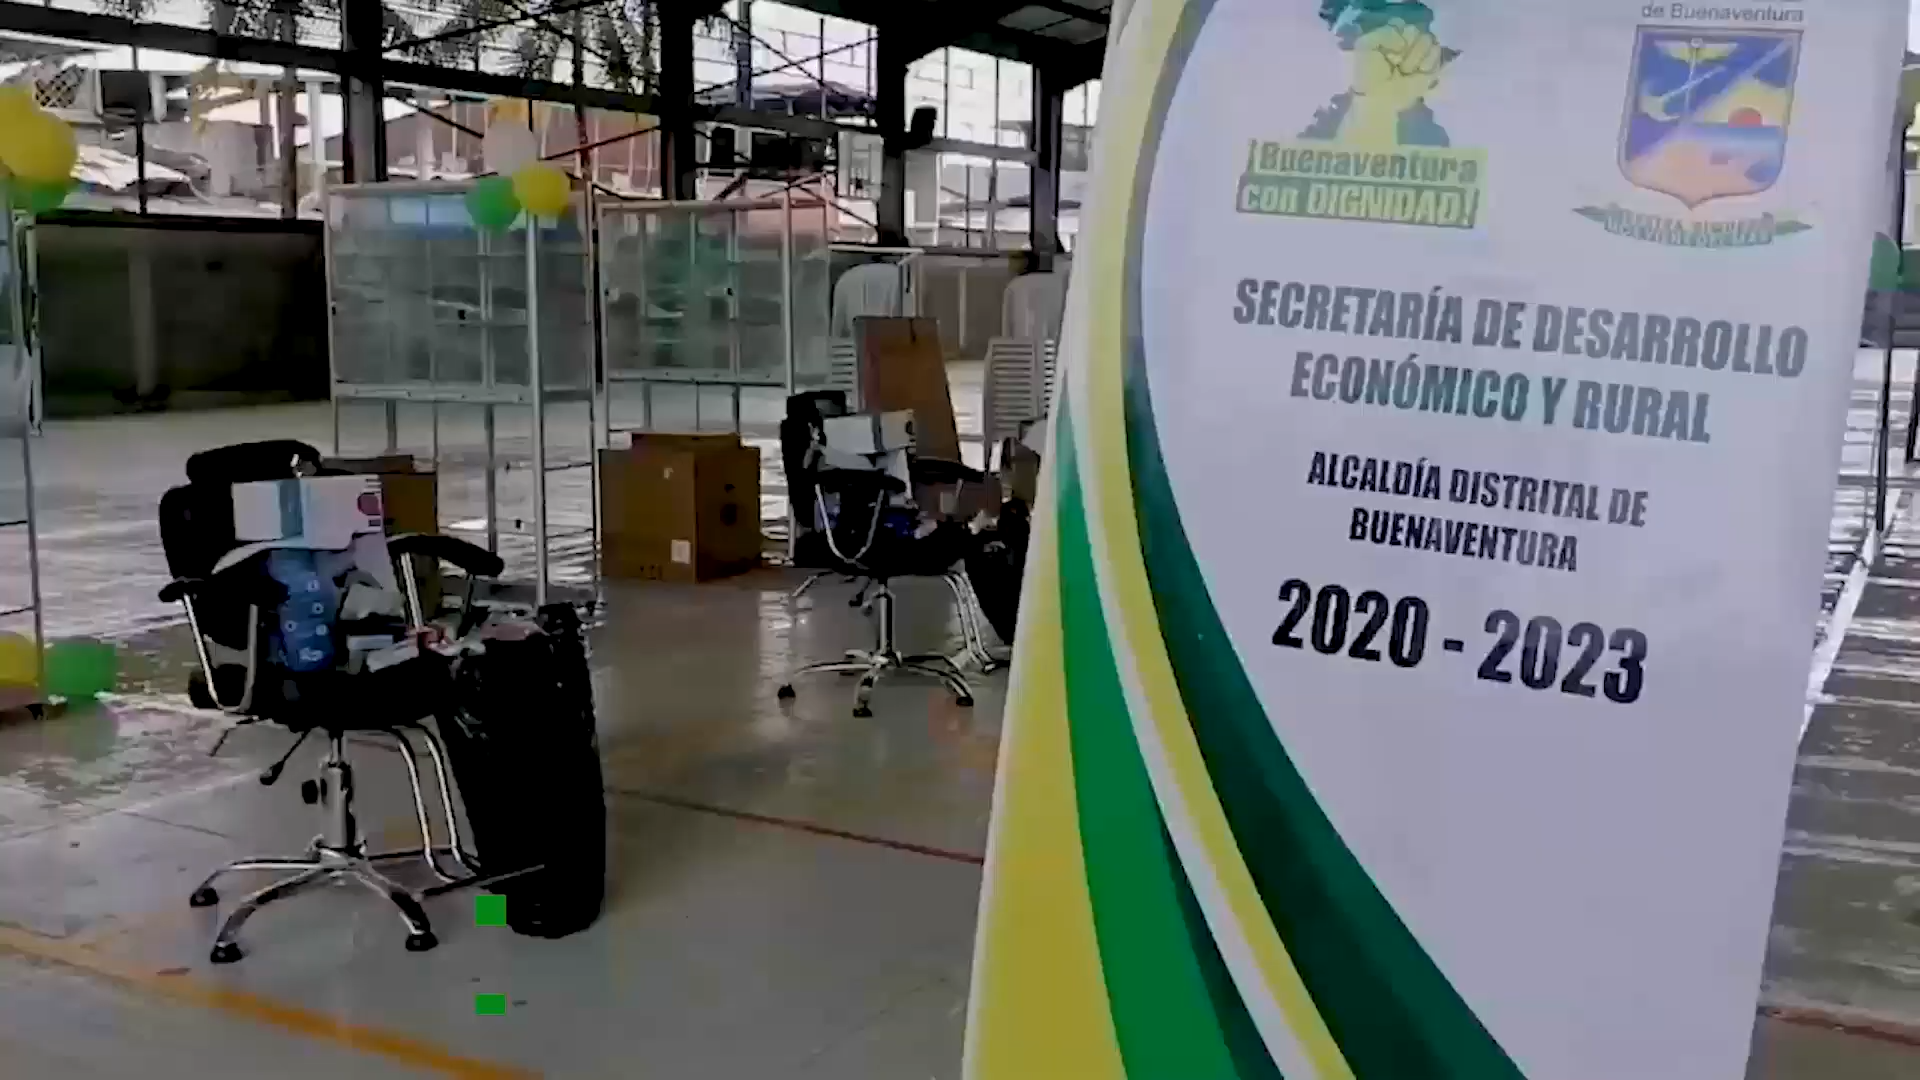 de Buenaventura
¡Buenaventura
con DIGNIDAD!
SECRETARÍA DE DESARROLLO
ECONÓMICO Y RURAL
ALCALDÍA DISTRITAL DE
BUENAVENTURA
2020 - 2023